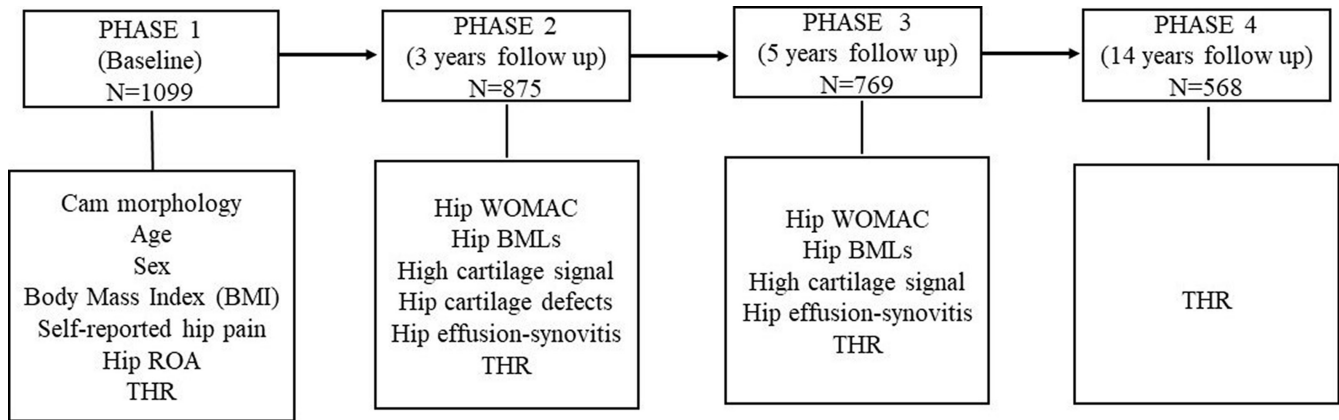 PHASE 1
(Baseline)
N=1099
PHASE 2
(3 years follow up)
N=875
PHASE 3
(5 years follow up)
N=769
PHASE 4
(14 years follow up)
N=568
Cam morphology
Age
Sex
Body Mass Index (BMI)
Self-reported hip pain
Hip ROA
THR
Hip WOMAC
Hip BMLs
High cartilage signal
Hip cartilage defects
Hip effusion-synovitis
THR
Hip WOMAC
Hip BMLs
High cartilage signal
Hip effusion-synovitis
THR
THR